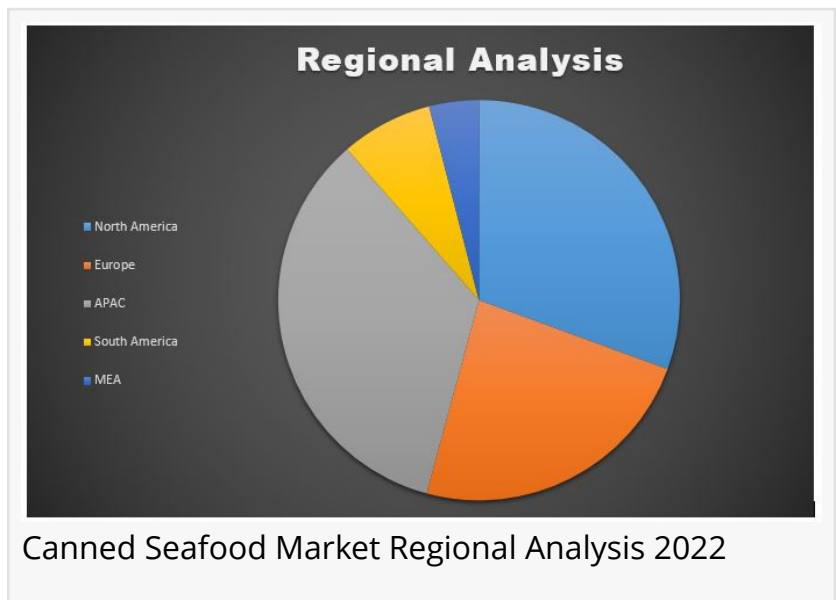 Regional Analysis
North America
Europe
APAC
South America
MEA
Canned Seafood Market Regional Analysis 2022